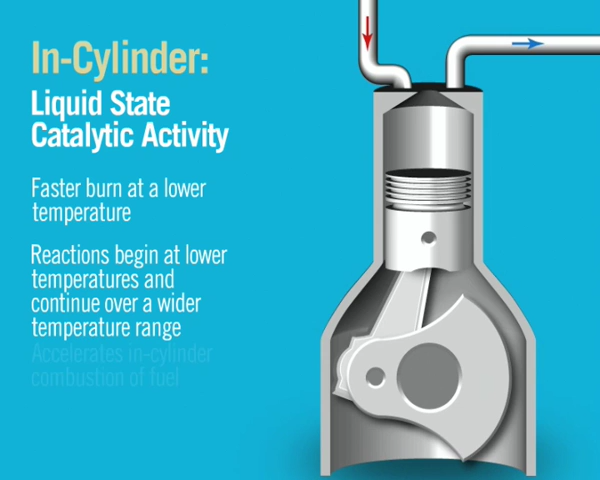 In-Cylinder:
Liquid State
Catalytic Activity
Faster burn at a lower
temperature
Reactions begin at lower
temperatures and
continue over a wider
temperature range
Accelerates in-cylinder
combustion of fuel